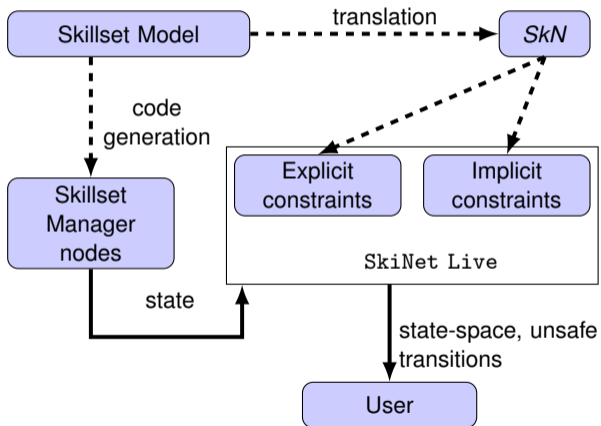 Skillset Model
translation
SkN
code
generation
Explicit
constraints
Implicit
constraints
Skillset
Manager
nodes
SkiNet Live
state
state-space, unsafe
transitions
User